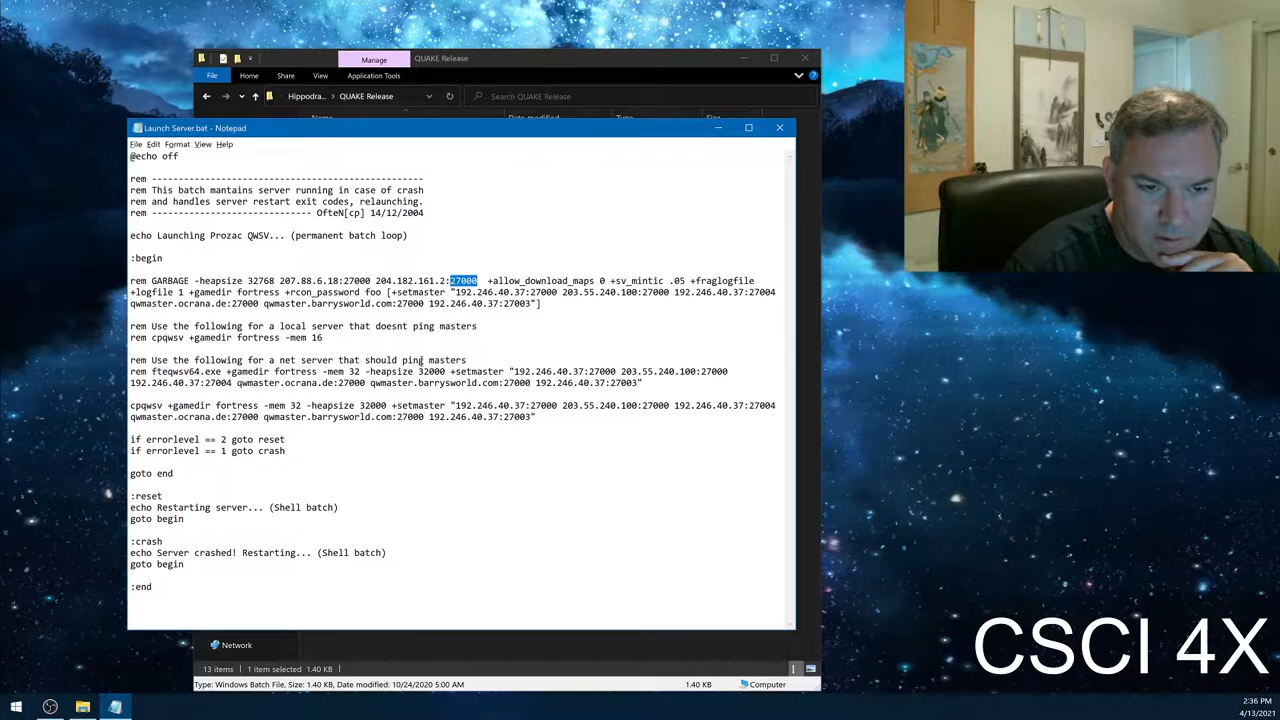 Manage
QUAKE Release
File
Home
Share
View
Application Tools
Hippodra...
QUAKE Release
Search QUAKE Release
Launch Server.bat - Notepad
File Edit Format View Help
@echo off
rem ------------------------------------------------
rem This batch mantains server running in case of crash
rem and handles server restart exit codes, relaunching.
rem ----------------------------- OfteN[cp] 14/12/2004
echo Launching Prozac QWSV... (permanent batch loop)
:begin
rem GARBAGE -heapsize 32768 207.88.6.18:27000 204.182.161.2:27000  +allow_download_maps 0 +sv_mintic .05 +fraglogfile
+logfile 1 +gamedir fortress +rcon_password foo [+setmaster "192.246.40.37:27000 203.55.240.100:27000 192.246.40.37:27004
qwmaster.ocrana.de:27000 qwmaster.barrysworld.com:27000 192.246.40.37:27003"]
rem Use the following for a local server that doesnt ping masters
rem cpqwsv +gamedir fortress -mem 16
rem Use the following for a net server that should ping masters
rem fteqwsv64.exe +gamedir fortress -mem 32 -heapsize 32000 +setmaster "192.246.40.37:27000 203.55.240.100:27000
192.246.40.37:27004 qwmaster.ocrana.de:27000 qwmaster.barrysworld.com:27000 192.246.40.37:27003"
cpqwsv +gamedir fortress -mem 32 -heapsize 32000 +setmaster "192.246.40.37:27000 203.55.240.100:27000 192.246.40.37:27004
qwmaster.ocrana.de:27000 qwmaster.barrysworld.com:27000 192.246.40.37:27003"
if errorlevel == 2 goto reset
if errorlevel == 1 goto crash
goto end
:reset
echo Restarting server... (Shell batch)
goto begin
:crash
echo Server crashed! Restarting... (Shell batch)
goto begin
:end
Network
13 items
1 item selected
1.40 KB
Type: Windows Batch File, Size: 1.40 KB, Date modified: 10/24/2020 5:00 AM
1.40 KB
Computer
CSCI 4X
2:36 PM
4/13/2021